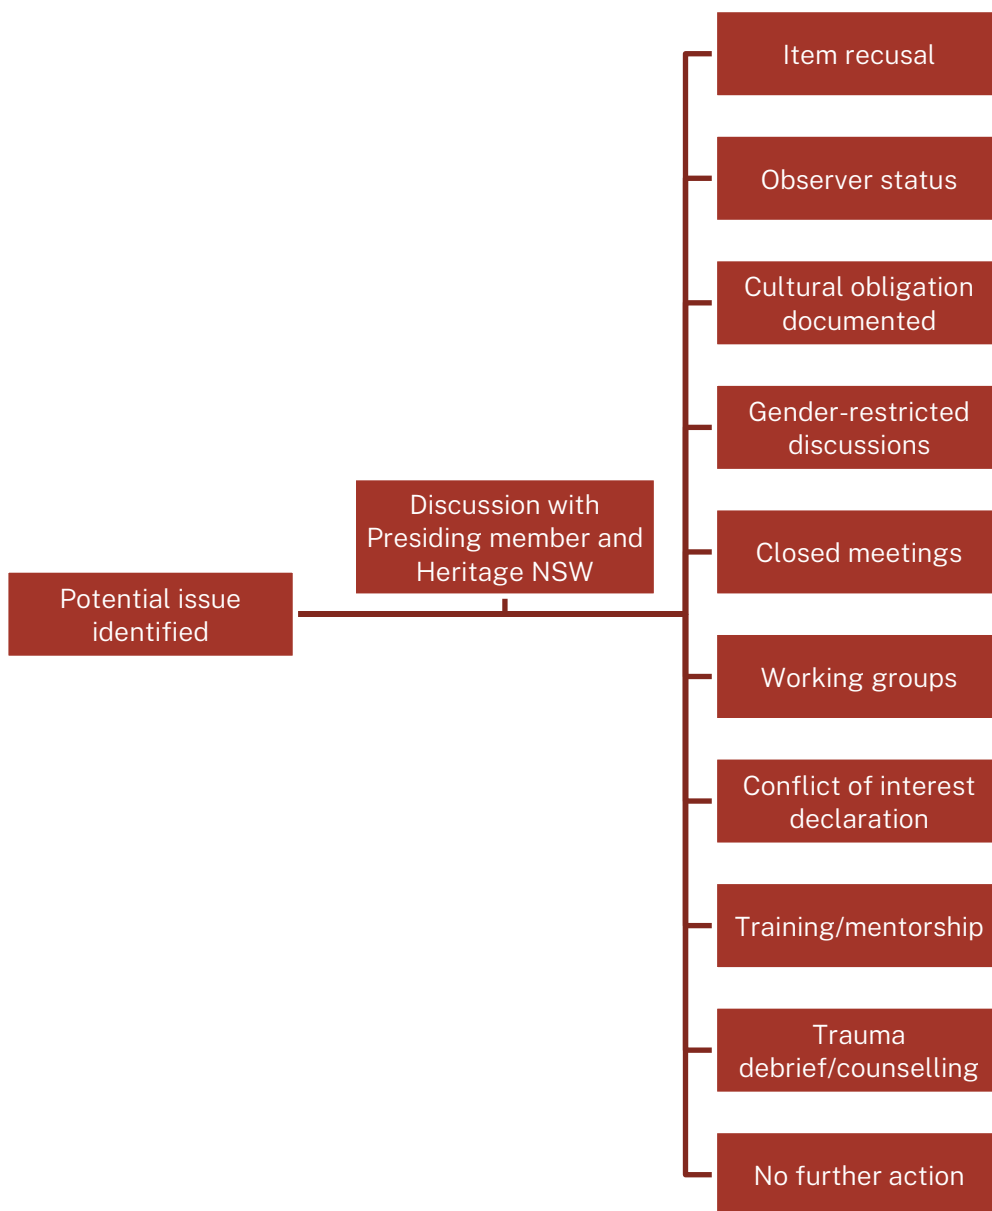 Potential issue
identified
Discussion with
Presiding member and
Heritage NSW
Item recusal
Observer status
Cultural obligation
documented
Gender-restricted
discussions
Closed meetings
Working groups
Conflict of interest
declaration
Training/mentorship
Trauma
debrief/counselling
No further action